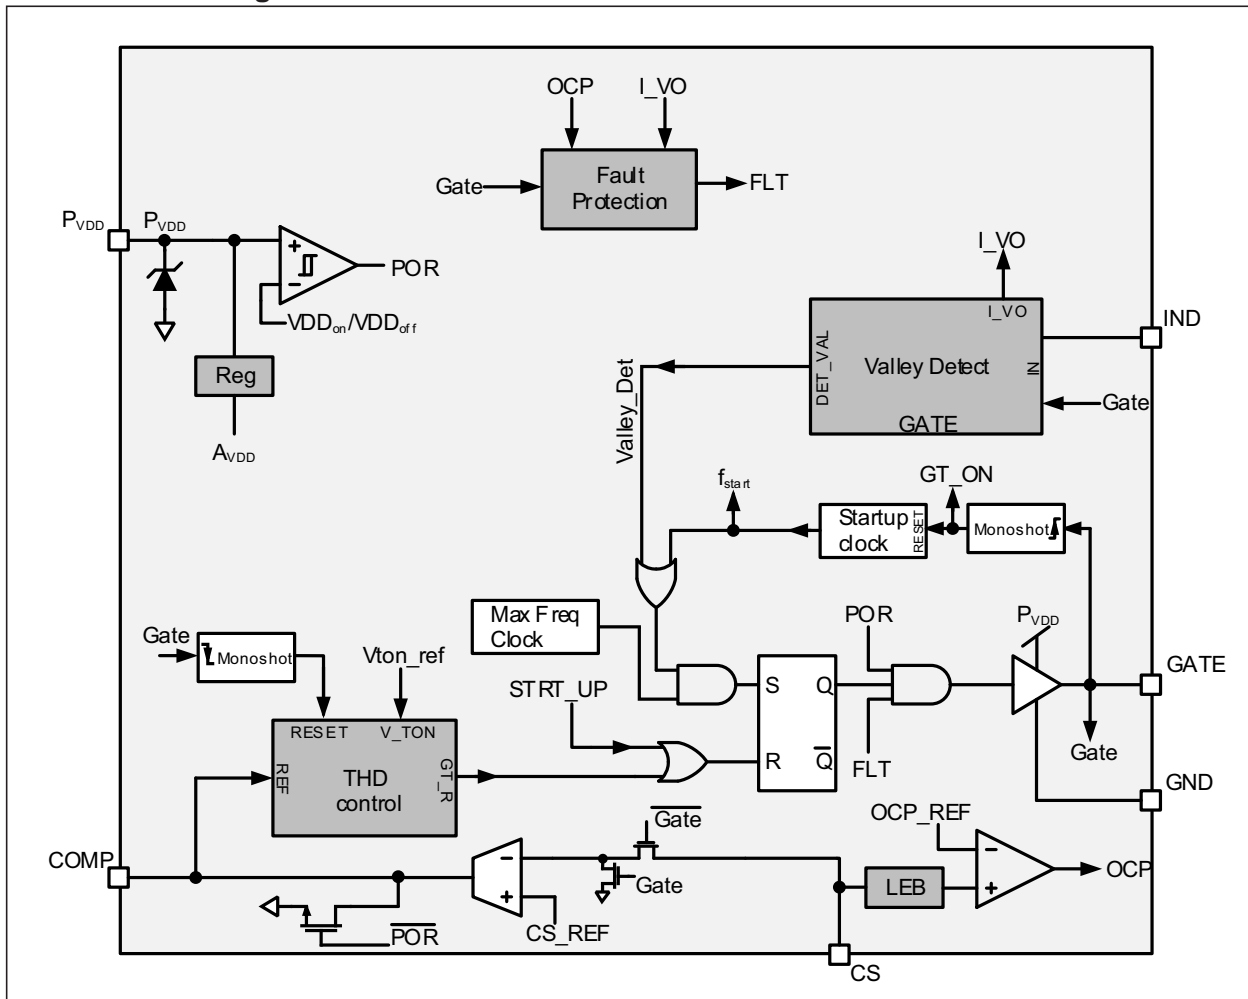 g
OCP
I_VO
Fault
Protection
Gate
FLT
PVDD
PVDD
+
-
POR
VDDon/VDDoff
Reg
AVDD
I_VO
I_VO
DET_VAL
Valley Detect
IN
GATE
IND
Gate
Valley_Det
fstart
GT_ON
Startup
clock
RESET
Monoshot
Max Freq
Clock
POR
PVDD
Gate
Monoshot
Vton_ref
STRT_UP
S
Q
R
Q̅
GATE
FLT
Gate
RESET
V_TON
REF
THD
control
GT_R
GND
COMP
G̅a̅t̅e̅
OCP_REF
-
+
Gate
CS_REF
P̅O̅R̅
LEB
-
+
OCP
CS